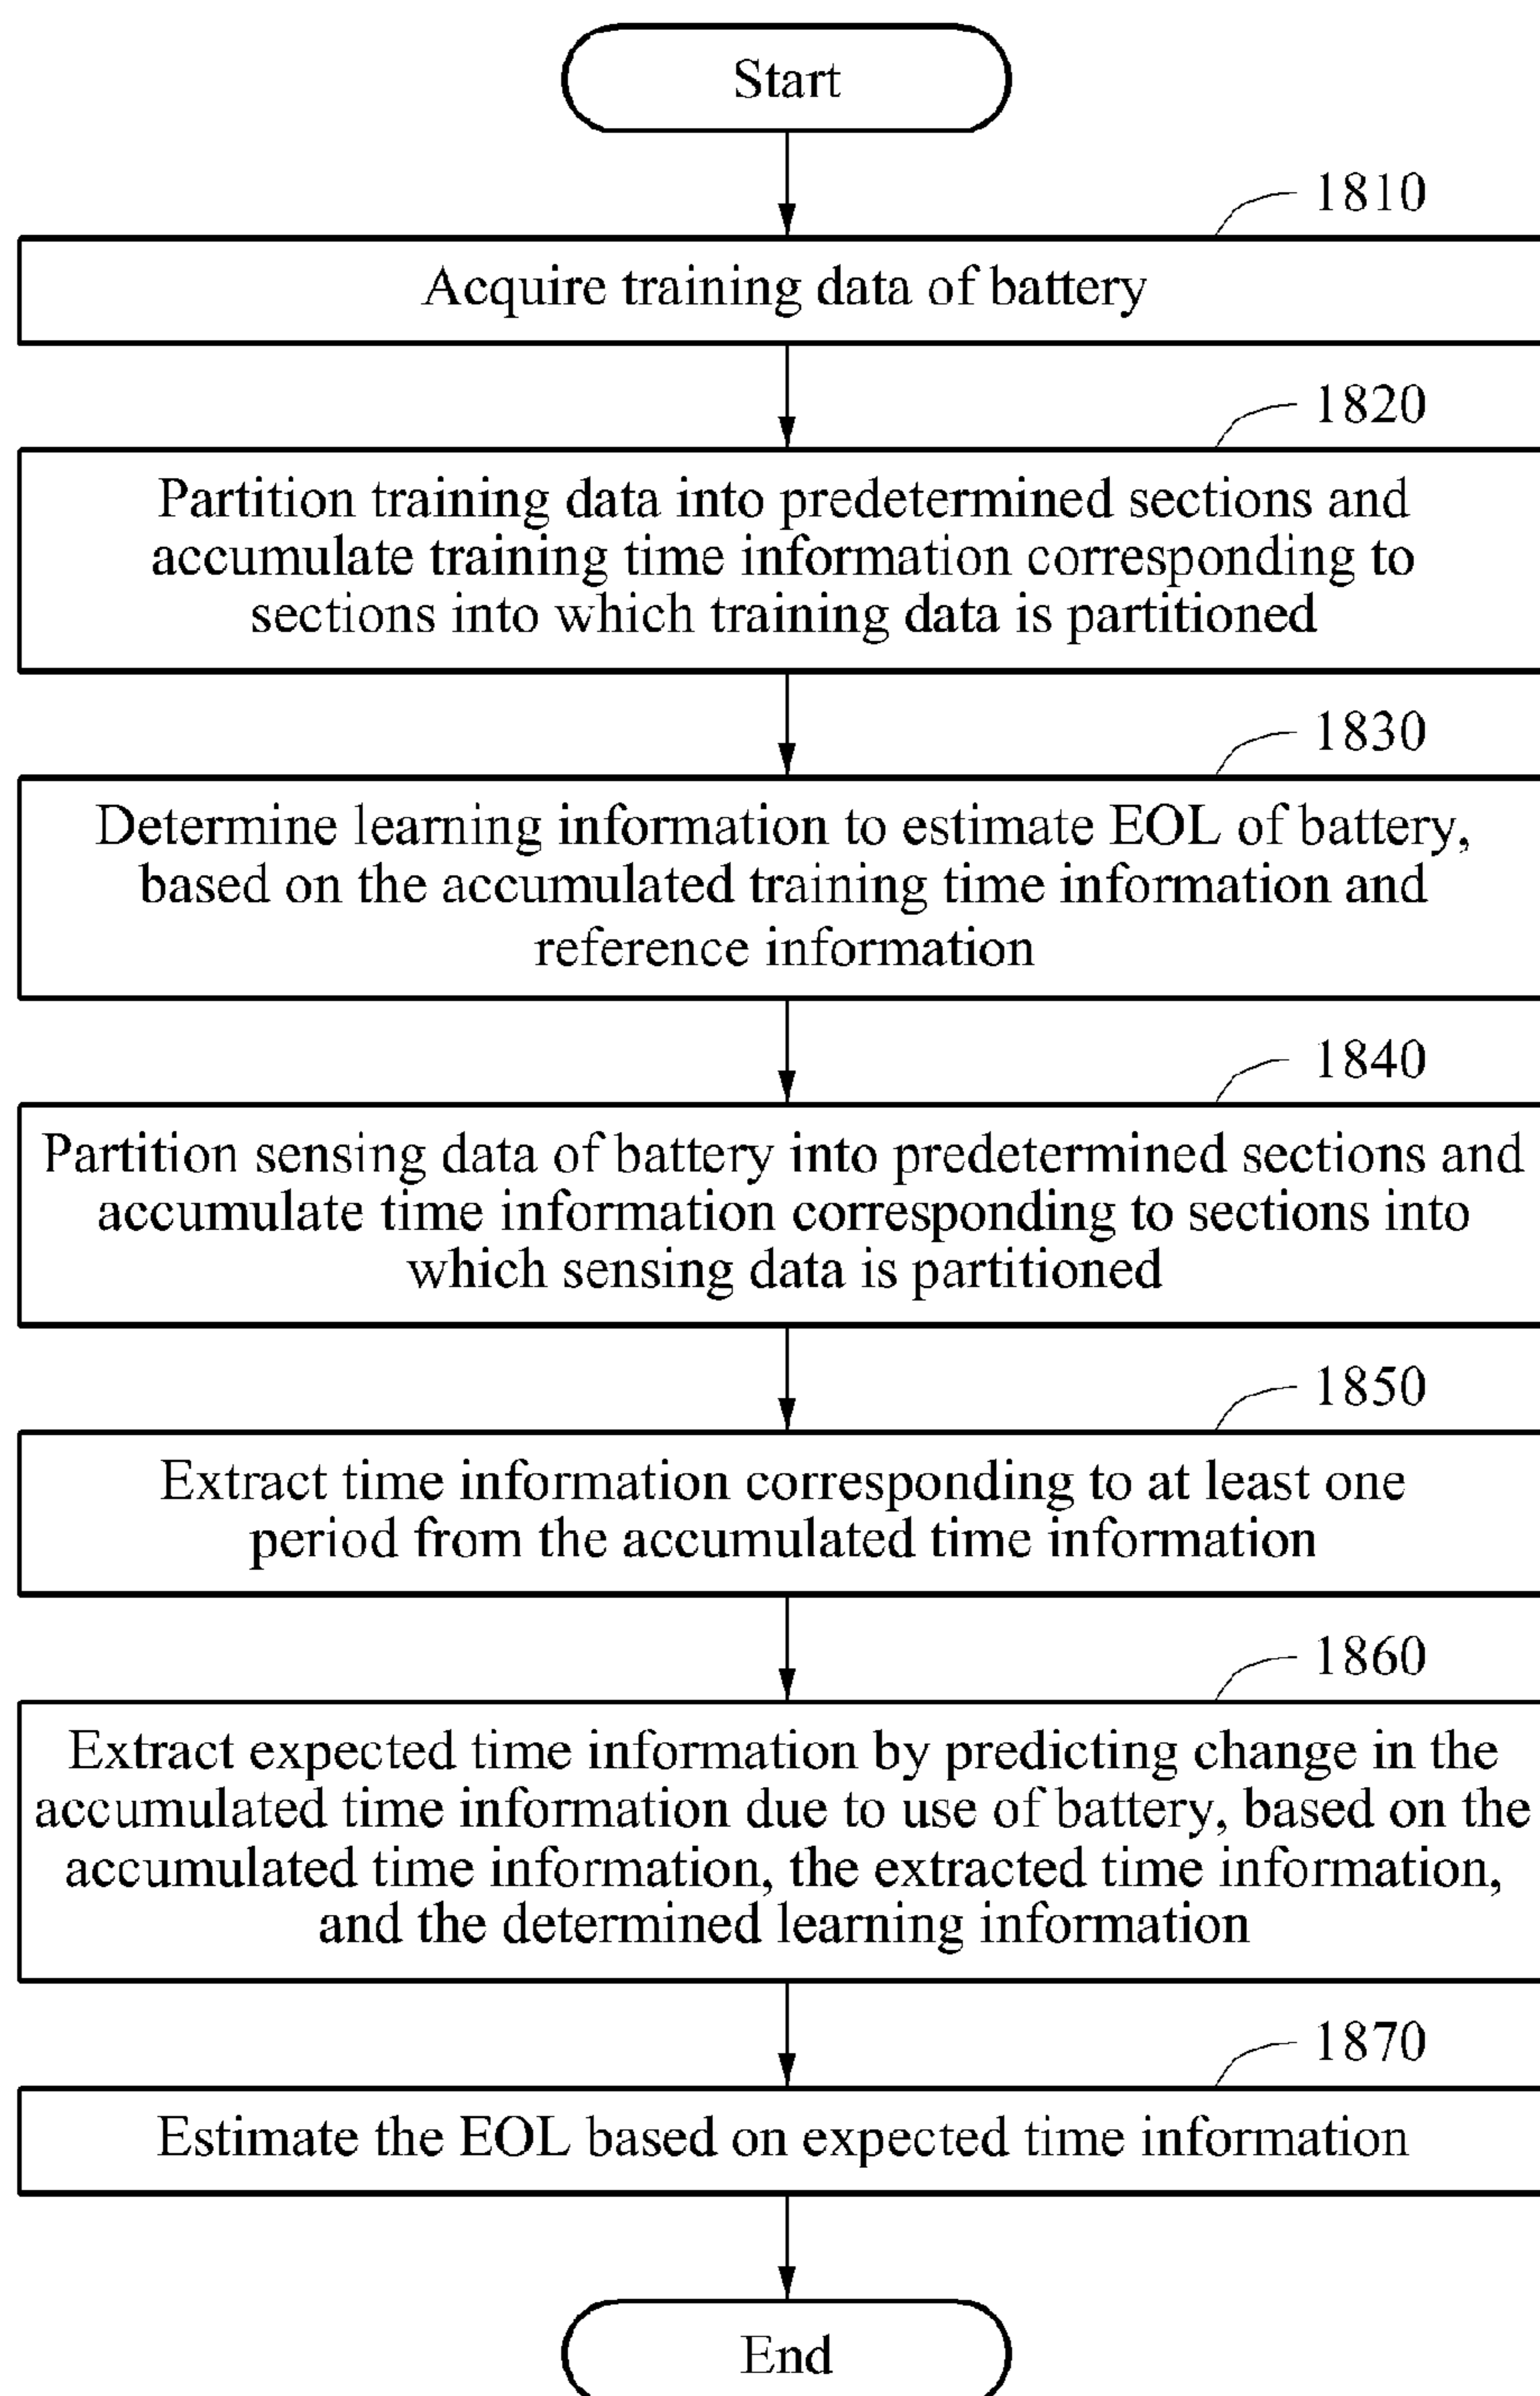 Start
1810
Acquire training data of battery
1820
Partition training data into predetermined sections and
accumulate training time information corresponding to
sections into which training data is partitioned
1830
Determine learning information to estimate EOL of battery,
based on the accumulated training time information and
reference information
1840
Partition sensing data of battery into predetermined sections and
accumulate time information corresponding to sections into
which sensing data is partitioned
1850
Extract time information corresponding to at least one
period from the accumulated time information
1860
Extract expected time information by predicting change in the
accumulated time information due to use of battery, based on the
accumulated time information, the extracted time information,
and the determined learning information
1870
Estimate the EOL based on expected time information
End